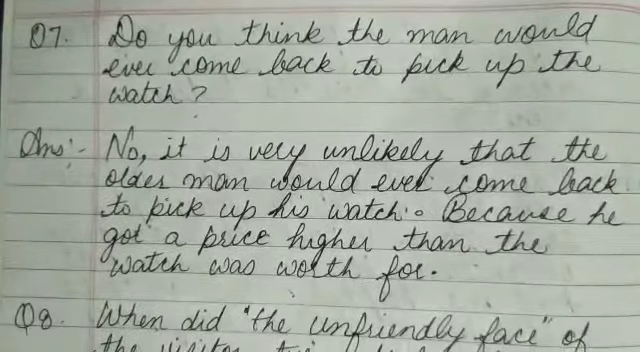 Q7. Do you think the man would
ever come back to pick up the
watch?
Ans:- No, it is very unlikely that the
older man would ever come back
to pick up his watch. Because he
got a price higher than the
watch was worth for.
Q8. When did "the unfriendly face" of
the visitor